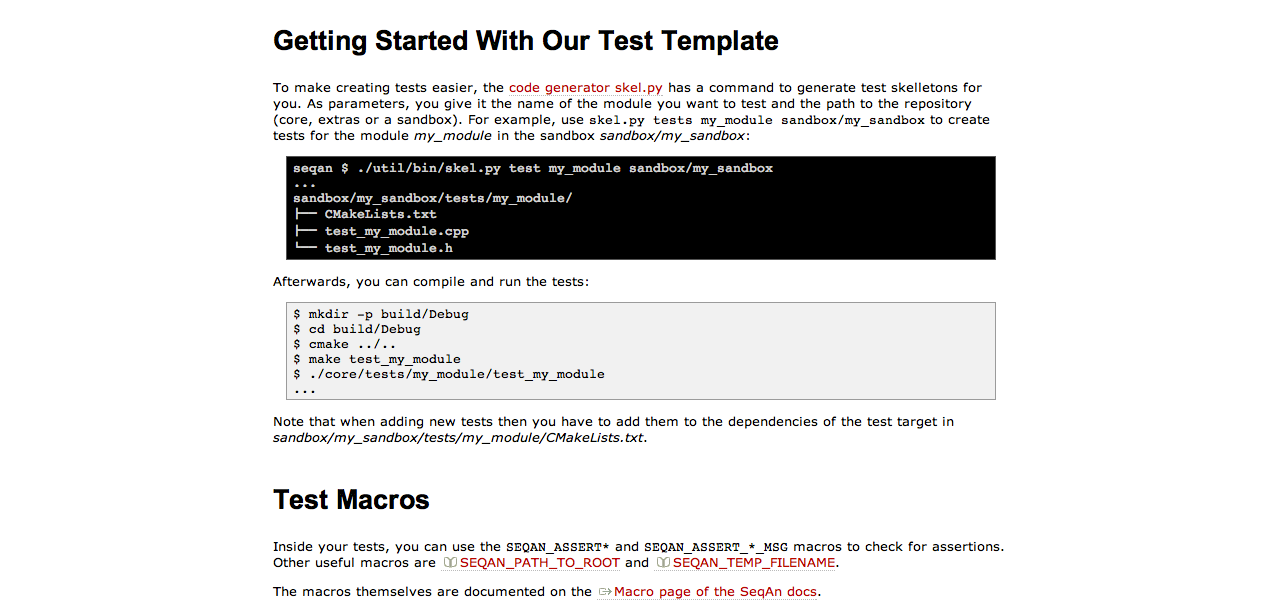 Getting Started With Our Test Template
To make creating tests easier, the code generator skel.py has a command to generate test skelletons for
you. As parameters, you give it the name of the module you want to test and the path to the repository
(core, extras or a sandbox). For example, use skel.py tests my_module sandbox/my_sandbox to create
tests for the module my_module in the sandbox sandbox/my_sandbox:
seqan $ ./util/bin/skel.py test my_module sandbox/my_sandbox
...
sandbox/my_sandbox/tests/my_module/
├── CMakeLists.txt
├── test_my_module.cpp
└── test_my_module.h
Afterwards, you can compile and run the tests:
$ mkdir -p build/Debug
$ cd build/Debug
$ cmake ../..
$ make test_my_module
$ ./core/tests/my_module/test_my_module
...
Note that when adding new tests then you have to add them to the dependencies of the test target in
sandbox/my_sandbox/tests/my_module/CMakeLists.txt.
Test Macros
Inside your tests, you can use the SEQAN_ASSERT* and SEQAN_ASSERT_*_MSG macros to check for assertions.
Other useful macros are SEQAN_PATH_TO_ROOT and SEQAN_TEMP_FILENAME.
The macros themselves are documented on the Macro page of the SeqAn docs.